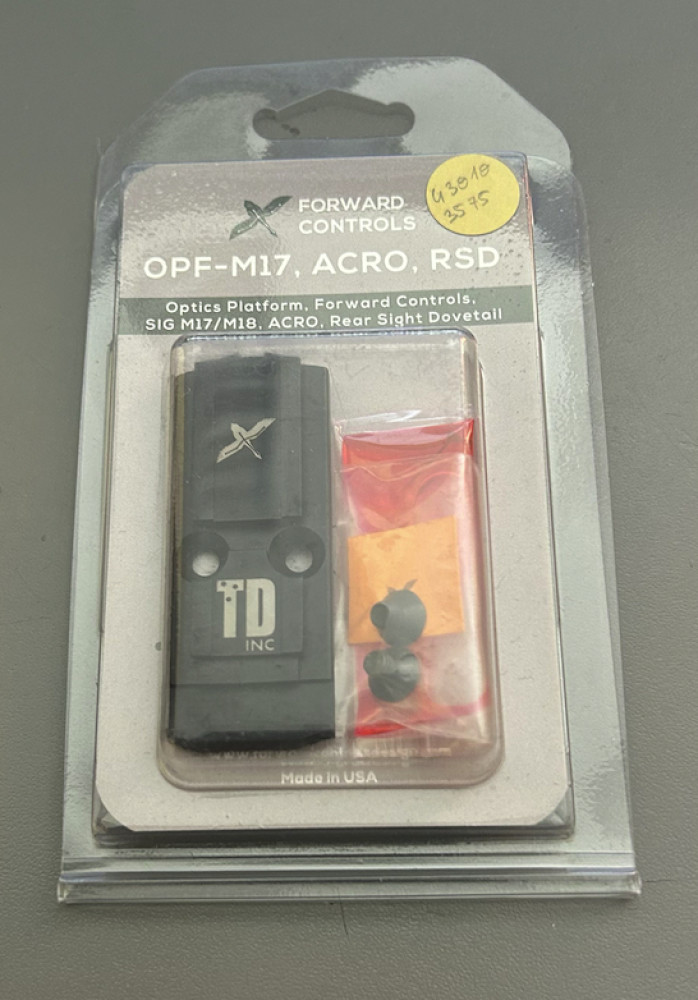 G3010
3575
FORWARD
CONTROLS
OPF-M17, ACRO, RSD
Optics Platform, Forward Controls,
SIG M17/M18, ACRO, Rear Sight Dovetail
TD
INC
Made in USA